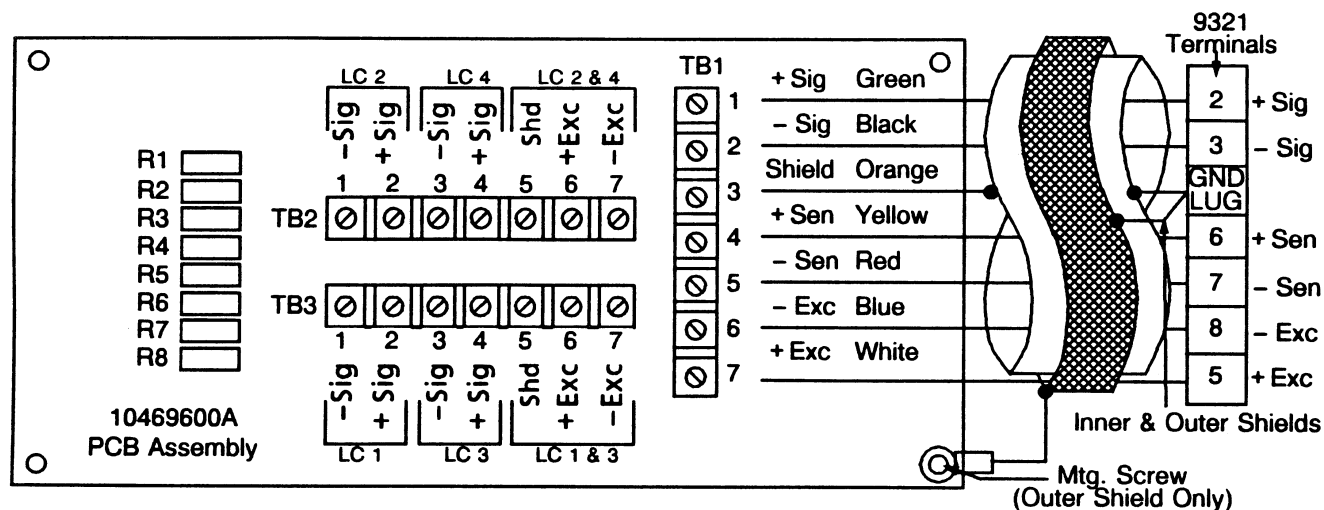 9321
Terminals
LC 2
LC 4
LC 2 & 4
–Sig
+Sig
–Sig
+Sig
Shd
+Exc
–Exc
1 2 3 4 5 6 7
TB2
TB3
1 2 3 4 5 6 7
–Sig
+Sig
–Sig
+Sig
Shd
+Exc
–Exc
LC 1
LC 3
LC 1 & 3
R1
R2
R3
R4
R5
R6
R7
R8
10469600A
PCB Assembly
TB1
1 + Sig Green
2 – Sig Black
3 Shield Orange
4 + Sen Yellow
5 – Sen Red
6 – Exc Blue
7 + Exc White
2 + Sig
3 – Sig
GND
LUG
6 + Sen
7 – Sen
8 – Exc
5 + Exc
Inner & Outer Shields
Mtg. Screw
(Outer Shield Only)